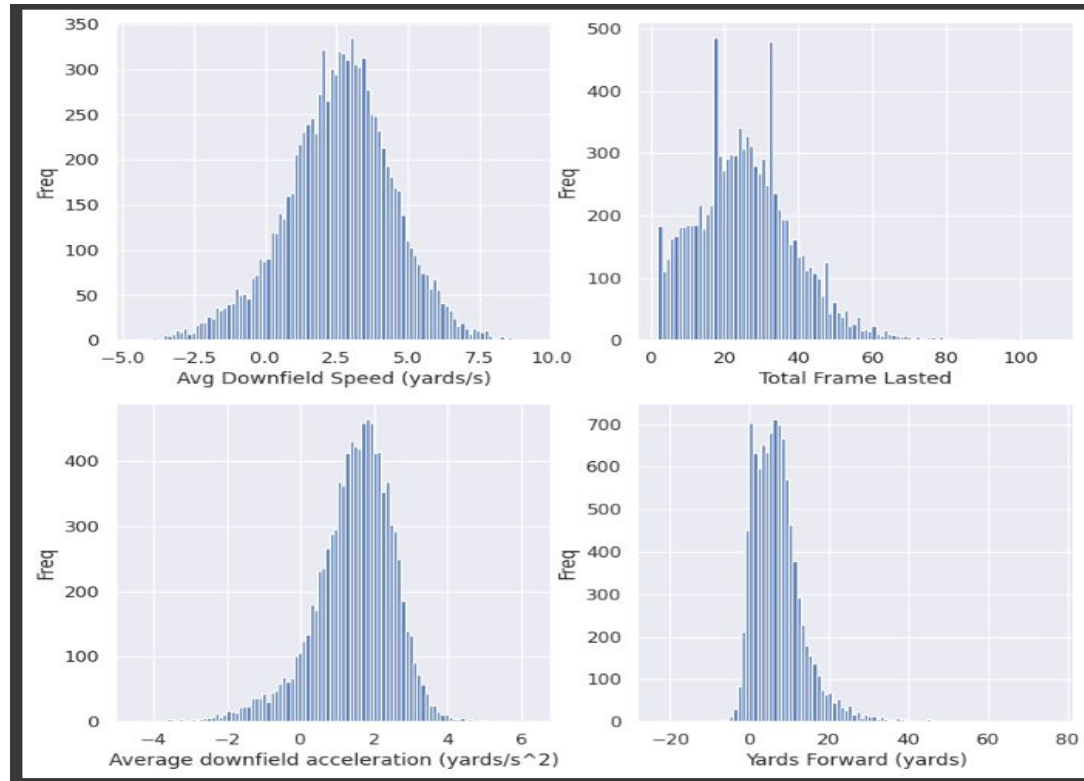 350
300
250
200
150
100
50
0
Freq
−5.0 −2.5 0.0 2.5 5.0 7.5 10.0
Avg Downfield Speed (yards/s)
500
400
300
200
100
0
Freq
0 20 40 60 80 100
Total Frame Lasted
400
300
200
100
0
Freq
−4 −2 0 2 4 6
Average downfield acceleration (yards/s^2)
700
600
500
400
300
200
100
0
Freq
−20 0 20 40 60 80
Yards Forward (yards)